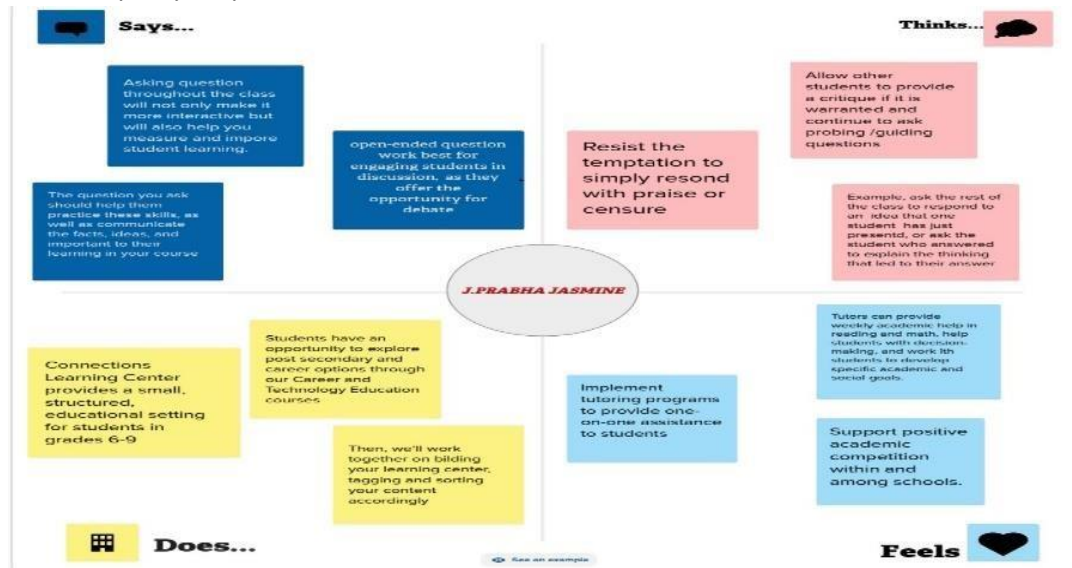 Says...
Thinks...
Asking question
throughout the class
will not only make it
more interactive but
will also help you
measure and impore
student learning.
open-ended question
work best for
engaging students in
discussion, as they
offer the
opportunity for
debate
The question you ask
should help them
practice these skills, as
well as communicate
the facts, ideas, and
important to their
learning in your course
Allow other
students to provide
a critique if it is
warranted and
continue to ask
probing /guiding
questions
Resist the
temptation to
simply resond
with praise or
censure
Example, ask the rest of
the class to respond to
an idea that one
student has just
presentd, or ask the
student who answered
to explain the thinking
that led to their answer
J.PRABHA JASMINE
Connections
Learning Center
provides a small,
structured,
educational setting
for students in
grades 6-9
Students have an
opportunity to explore
post secondary and
career options through
our Career and
Technology Education
courses
Then, we'll work
together on bilding
your learning center,
tagging and sorting
your content
accordingly
Tutors can provide
weekly academic help in
reading and math, help
students with decision-
making, and work ith
students to develop
specific academic and
social goals.
Implement
tutoring programs
to provide one-
on-one assistance
to students
Support positive
academic
competition
within and
among schools.
Does...
See an example
Feels